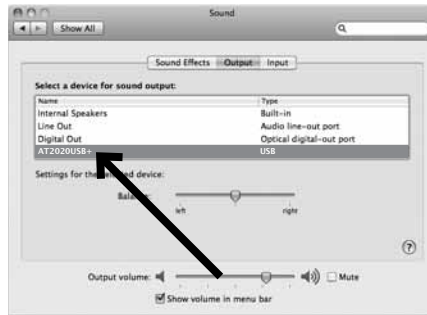 Sound
Show All
Sound Effects Output Input
Select a device for sound output:
Name Type
Internal Speakers Built-in
Line Out Audio line-out port
Digital Out Optical digital-out port
AT2020USB+ USB
Settings for the device:
left right
Output volume: Mute
Show volume in menu bar
?